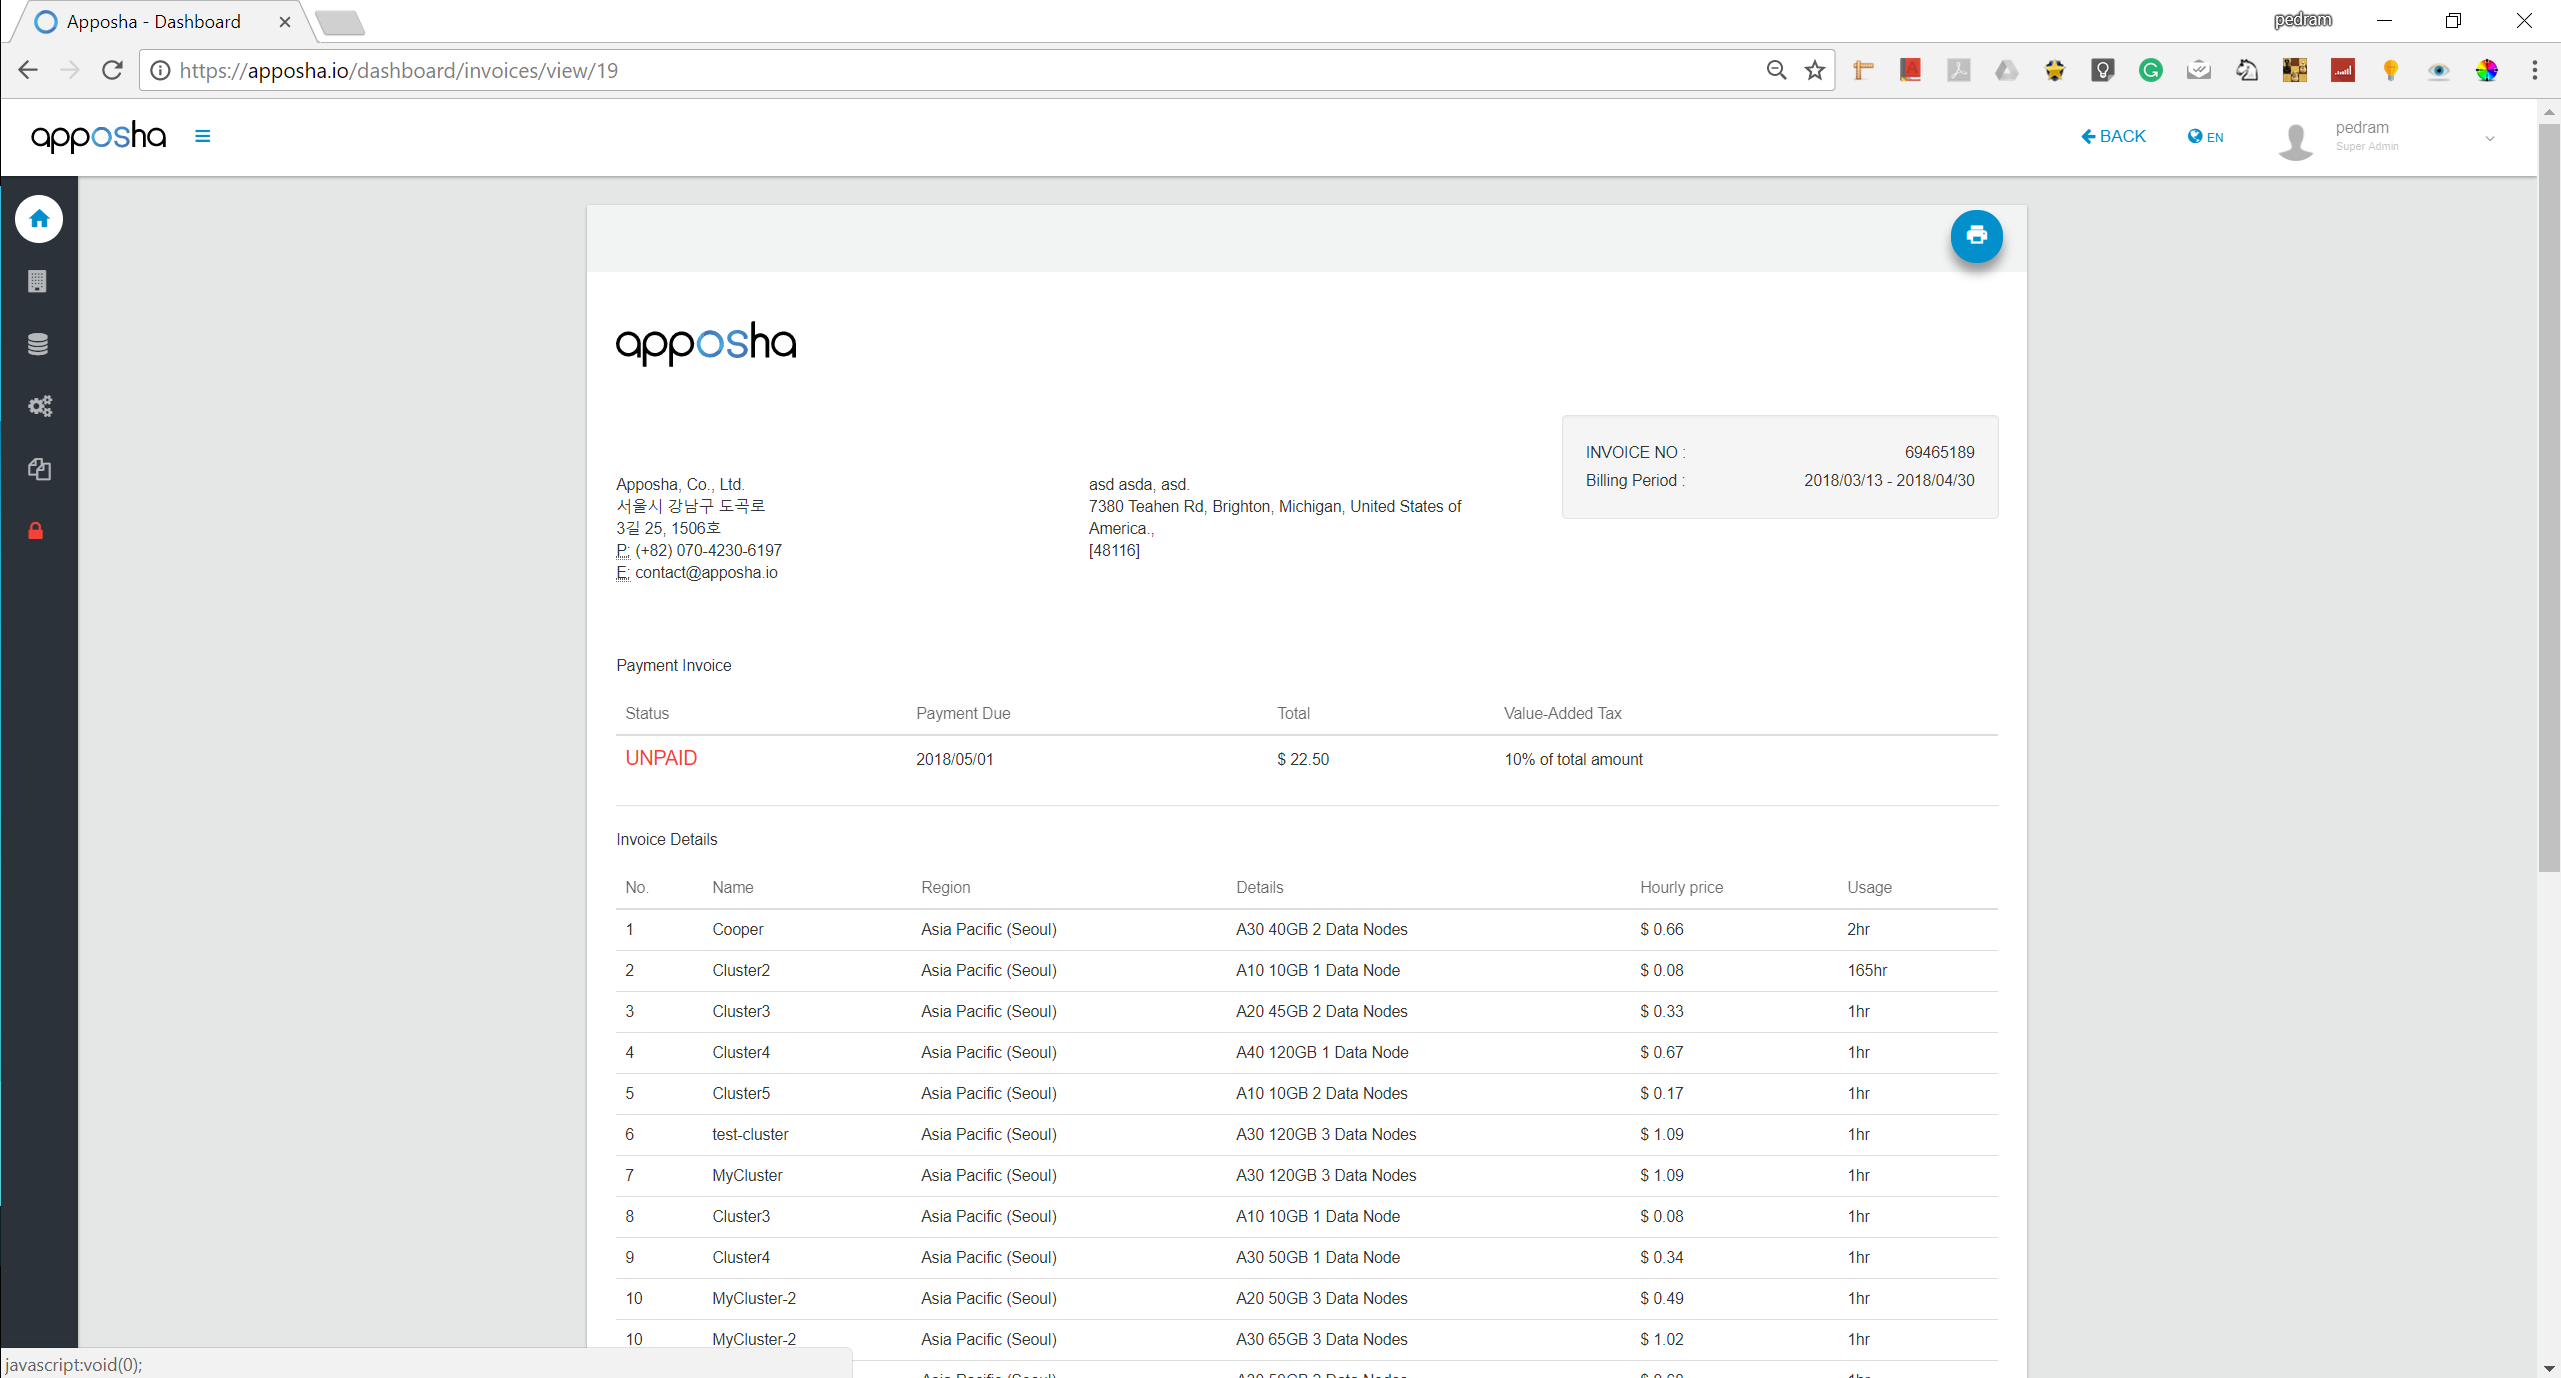 Apposha - Dashboard
pedram
https://apposha.io/dashboard/invoices/view/19
apposha
BACK
EN
pedram
Super Admin
apposha
INVOICE NO : 69465189
Billing Period : 2018/03/13 - 2018/04/30
Apposha, Co., Ltd.
서울시 강남구 도곡로
3길 25, 1506호
P: (+82) 070-4230-6197
E: contact@apposha.io
asd asda, asd.
7380 Teahen Rd, Brighton, Michigan, United States of
America.,
[48116]
Payment Invoice
Status Payment Due Total Value-Added Tax
UNPAID 2018/05/01 $ 22.50 10% of total amount
Invoice Details
No. Name Region Details Hourly price Usage
1 Cooper Asia Pacific (Seoul) A30 40GB 2 Data Nodes $ 0.66 2hr
2 Cluster2 Asia Pacific (Seoul) A10 10GB 1 Data Node $ 0.08 165hr
3 Cluster3 Asia Pacific (Seoul) A20 45GB 2 Data Nodes $ 0.33 1hr
4 Cluster4 Asia Pacific (Seoul) A40 120GB 1 Data Node $ 0.67 1hr
5 Cluster5 Asia Pacific (Seoul) A10 10GB 2 Data Nodes $ 0.17 1hr
6 test-cluster Asia Pacific (Seoul) A30 120GB 3 Data Nodes $ 1.09 1hr
7 MyCluster Asia Pacific (Seoul) A30 120GB 3 Data Nodes $ 1.09 1hr
8 Cluster3 Asia Pacific (Seoul) A10 10GB 1 Data Node $ 0.08 1hr
9 Cluster4 Asia Pacific (Seoul) A30 50GB 1 Data Node $ 0.34 1hr
10 MyCluster-2 Asia Pacific (Seoul) A20 50GB 3 Data Nodes $ 0.49 1hr
10 MyCluster-2 Asia Pacific (Seoul) A30 65GB 3 Data Nodes $ 1.02 1hr
javascript:void(0);